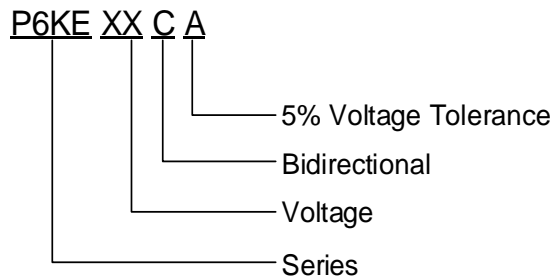 P6KE XX C A
5% Voltage Tolerance
Bidirectional
Voltage
Series